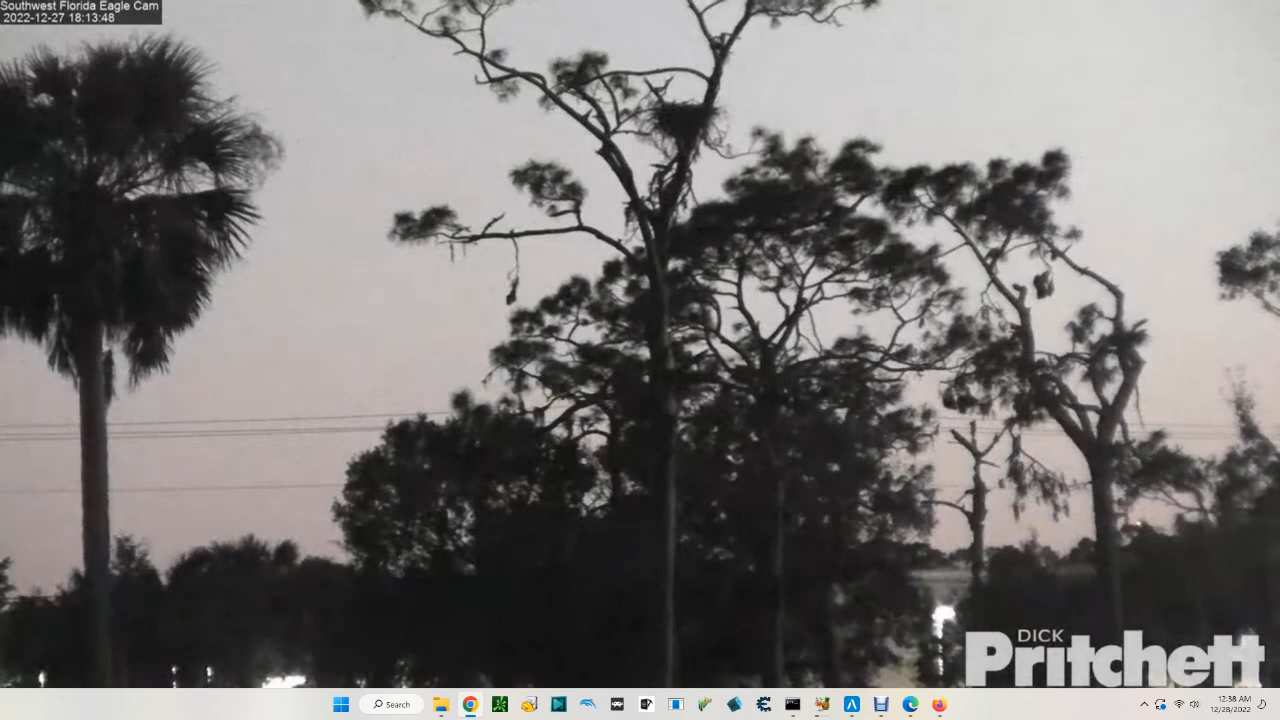 Southwest Florida Eagle Cam
2022-12-27 18:13:48
DICK
Pritchett
Search
12:38 AM
12/28/2022